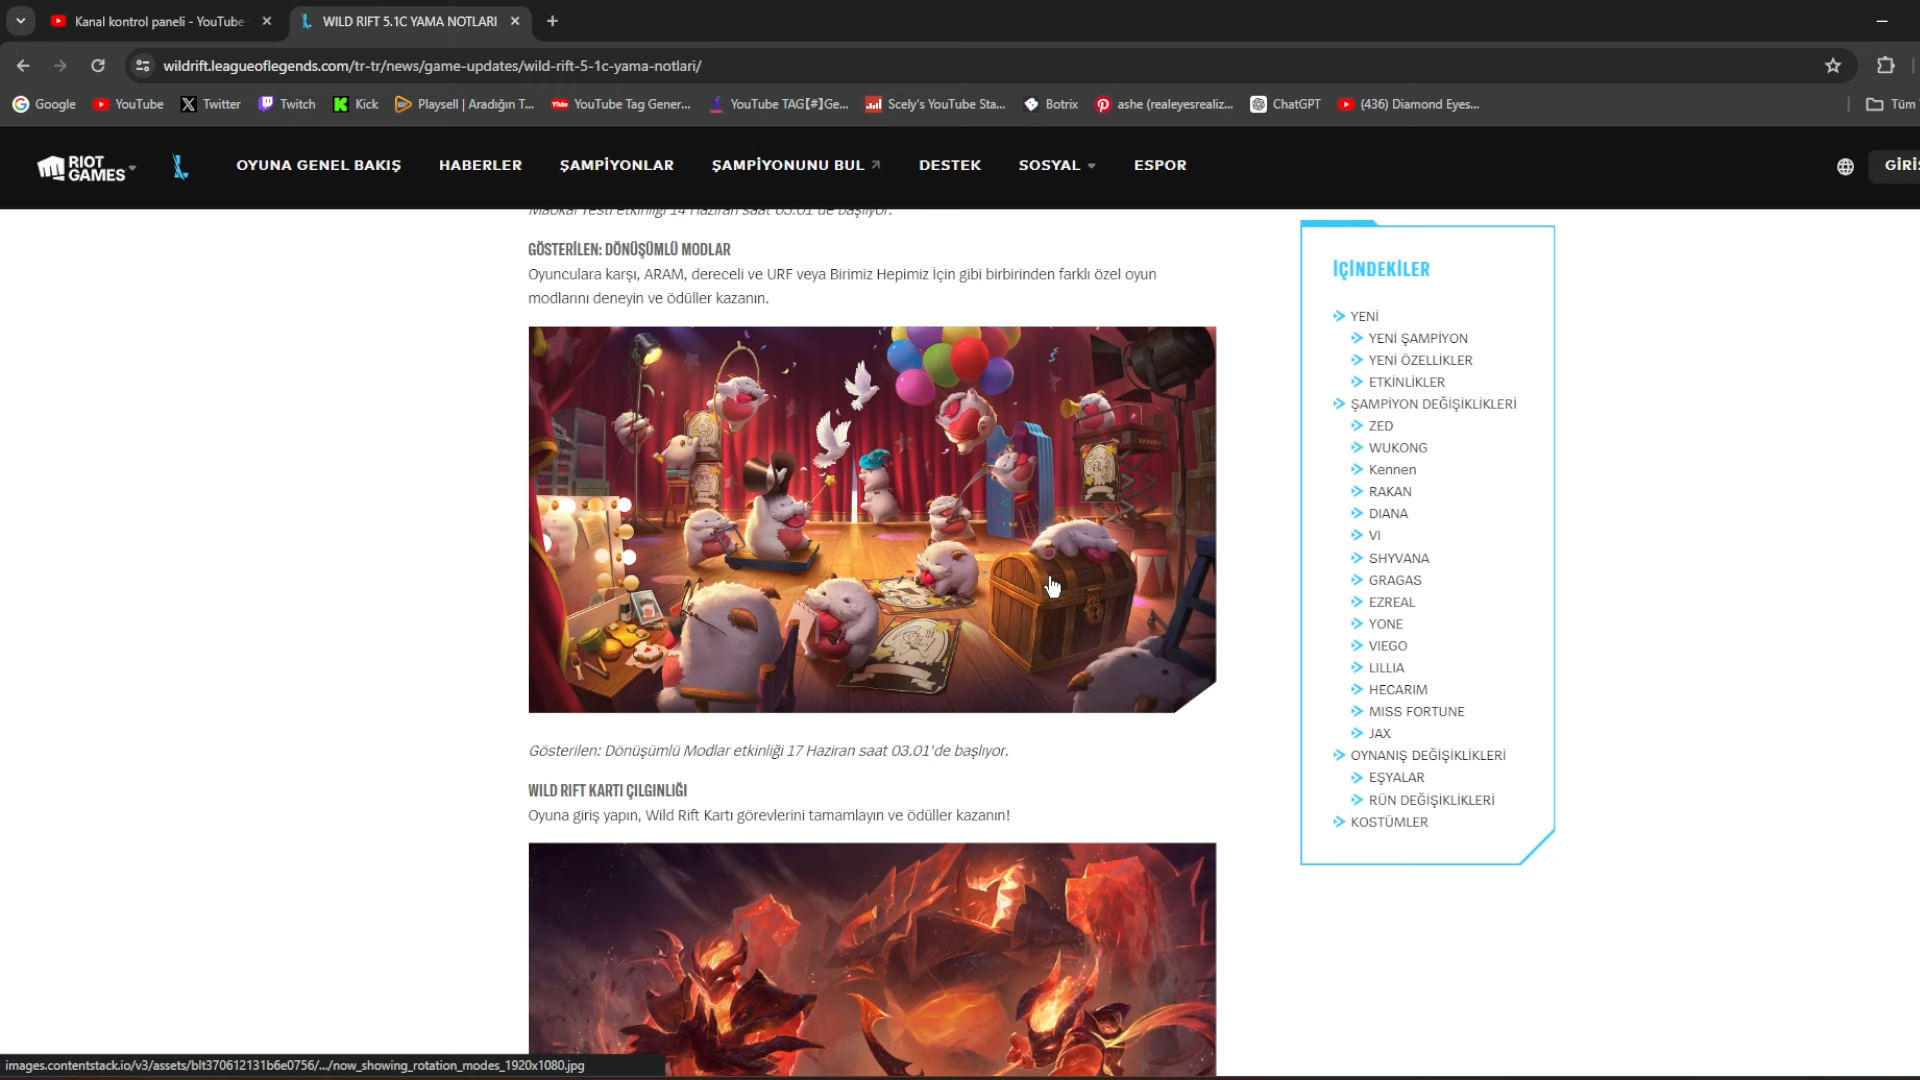 Kanal kontrol paneli - YouTube
WILD RIFT 5.1C YAMA NOTLARI
wildrift.leagueoflegends.com/tr-tr/news/game-updates/wild-rift-5-1c-yama-notlari/
Google
YouTube
Twitter
Twitch
Kick
Playsell | Aradığın T...
YouTube Tag Gener...
YouTube TAG【#】Ge...
Scely's YouTube Sta...
Botrix
ashe (realeyesrealiz...
ChatGPT
(436) Diamond Eyes...
Tüm
RIOT GAMES
OYUNA GENEL BAKIŞ
HABERLER
ŞAMPİYONLAR
ŞAMPİYONUNU BUL
DESTEK
SOSYAL
ESPOR
GİRİŞ
Maokai Testi etkinliği 14 Haziran saat 03.01'de başlıyor.
GÖSTERİLEN: DÖNÜŞÜMLÜ MODLAR
Oyunculara karşı, ARAM, dereceli ve URF veya Birimiz Hepimiz İçin gibi birbirinden farklı özel oyun
modlarını deneyin ve ödüller kazanın.
Gösterilen: Dönüşümlü Modlar etkinliği 17 Haziran saat 03.01'de başlıyor.
WILD RIFT KARTI ÇILGINLIĞI
Oyuna giriş yapın, Wild Rift Kartı görevlerini tamamlayın ve ödüller kazanın!
İÇİNDEKİLER
YENİ
YENİ ŞAMPİYON
YENİ ÖZELLİKLER
ETKİNLİKLER
ŞAMPİYON DEĞİŞİKLİKLERİ
ZED
WUKONG
Kennen
RAKAN
DIANA
VI
SHYVANA
GRAGAS
EZREAL
YONE
VIEGO
LILLIA
HECARIM
MISS FORTUNE
JAX
OYNANIŞ DEĞİŞİKLİKLERİ
EŞYALAR
RÜN DEĞİŞİKLİKLERİ
KOSTÜMLER
images.contentstack.io/v3/assets/blt370612131b6e0756/.../now_showing_rotation_modes_1920x1080.jpg